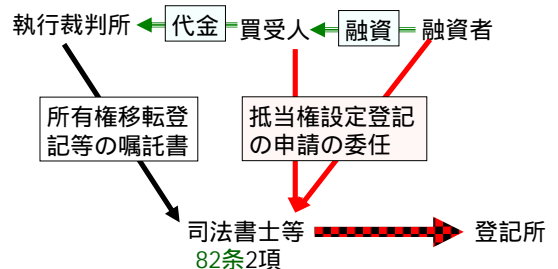 執行裁判所 代金 買受人 融資 融資者
所有権移転登
記等の嘱託書
抵当権設定登記
の申請の委任
司法書士等 登記所
82条2項